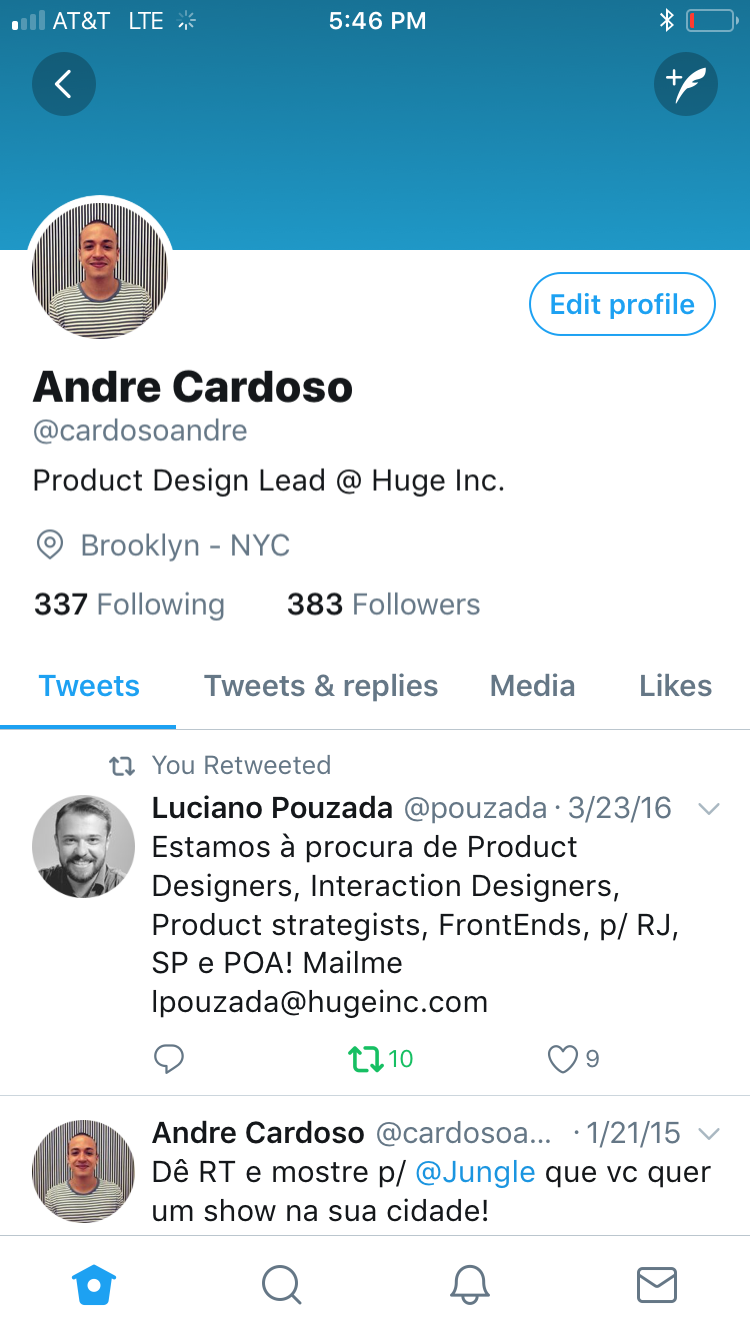 AT&T LTE 5:46 PM
Edit profile
Andre Cardoso
@cardosoandre
Product Design Lead @ Huge Inc.
Brooklyn - NYC
337 Following 383 Followers
Tweets Tweets & replies Media Likes
You Retweeted
Luciano Pouzada @pouzada · 3/23/16
Estamos à procura de Product
Designers, Interaction Designers,
Product strategists, FrontEnds, p/ RJ,
SP e POA! Mailme
lpouzada@hugeinc.com
10 9
Andre Cardoso @cardosoa... · 1/21/15
Dê RT e mostre p/ @Jungle que vc quer
um show na sua cidade!